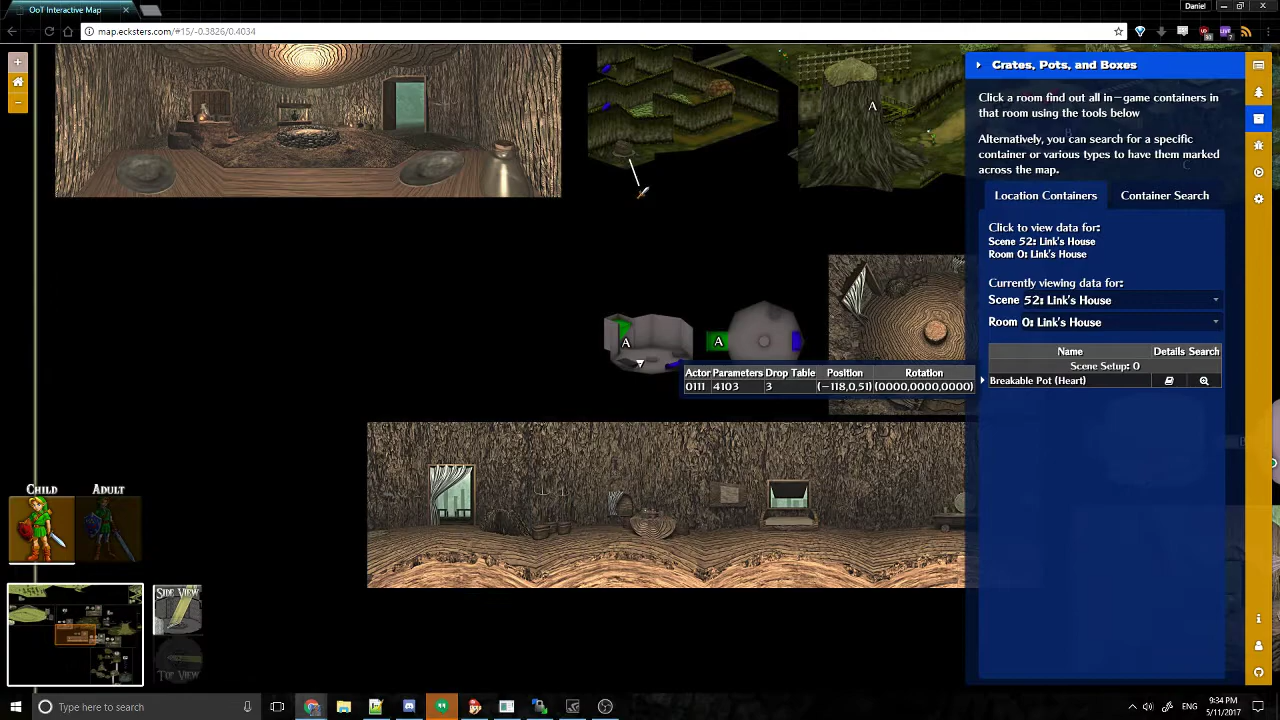 OoT Interactive Map
Daniel
map.ecksters.com/#15/-0.3826/0.4034
Crates, Pots, and Boxes
Click a room find out all in-game containers in
that room using the tools below
Alternatively, you can search for a specific
container or various types to have them marked
across the map.
Location Containers Container Search
Click to view data for:
Scene 52: Link's House
Room 0: Link's House
Currently viewing data for:
Scene 52: Link's House
Room 0: Link's House
Name Details Search
Scene Setup: 0
Breakable Pot (Heart)
Actor Parameters Drop Table Position Rotation
0111 4103 3 (-118,0,51) (0000,0000,0000)
A
A
A
B
C
B
CHILD ADULT
SIDE VIEW
TOP VIEW
Type here to search
ENG
9:34 PM
5/11/2017